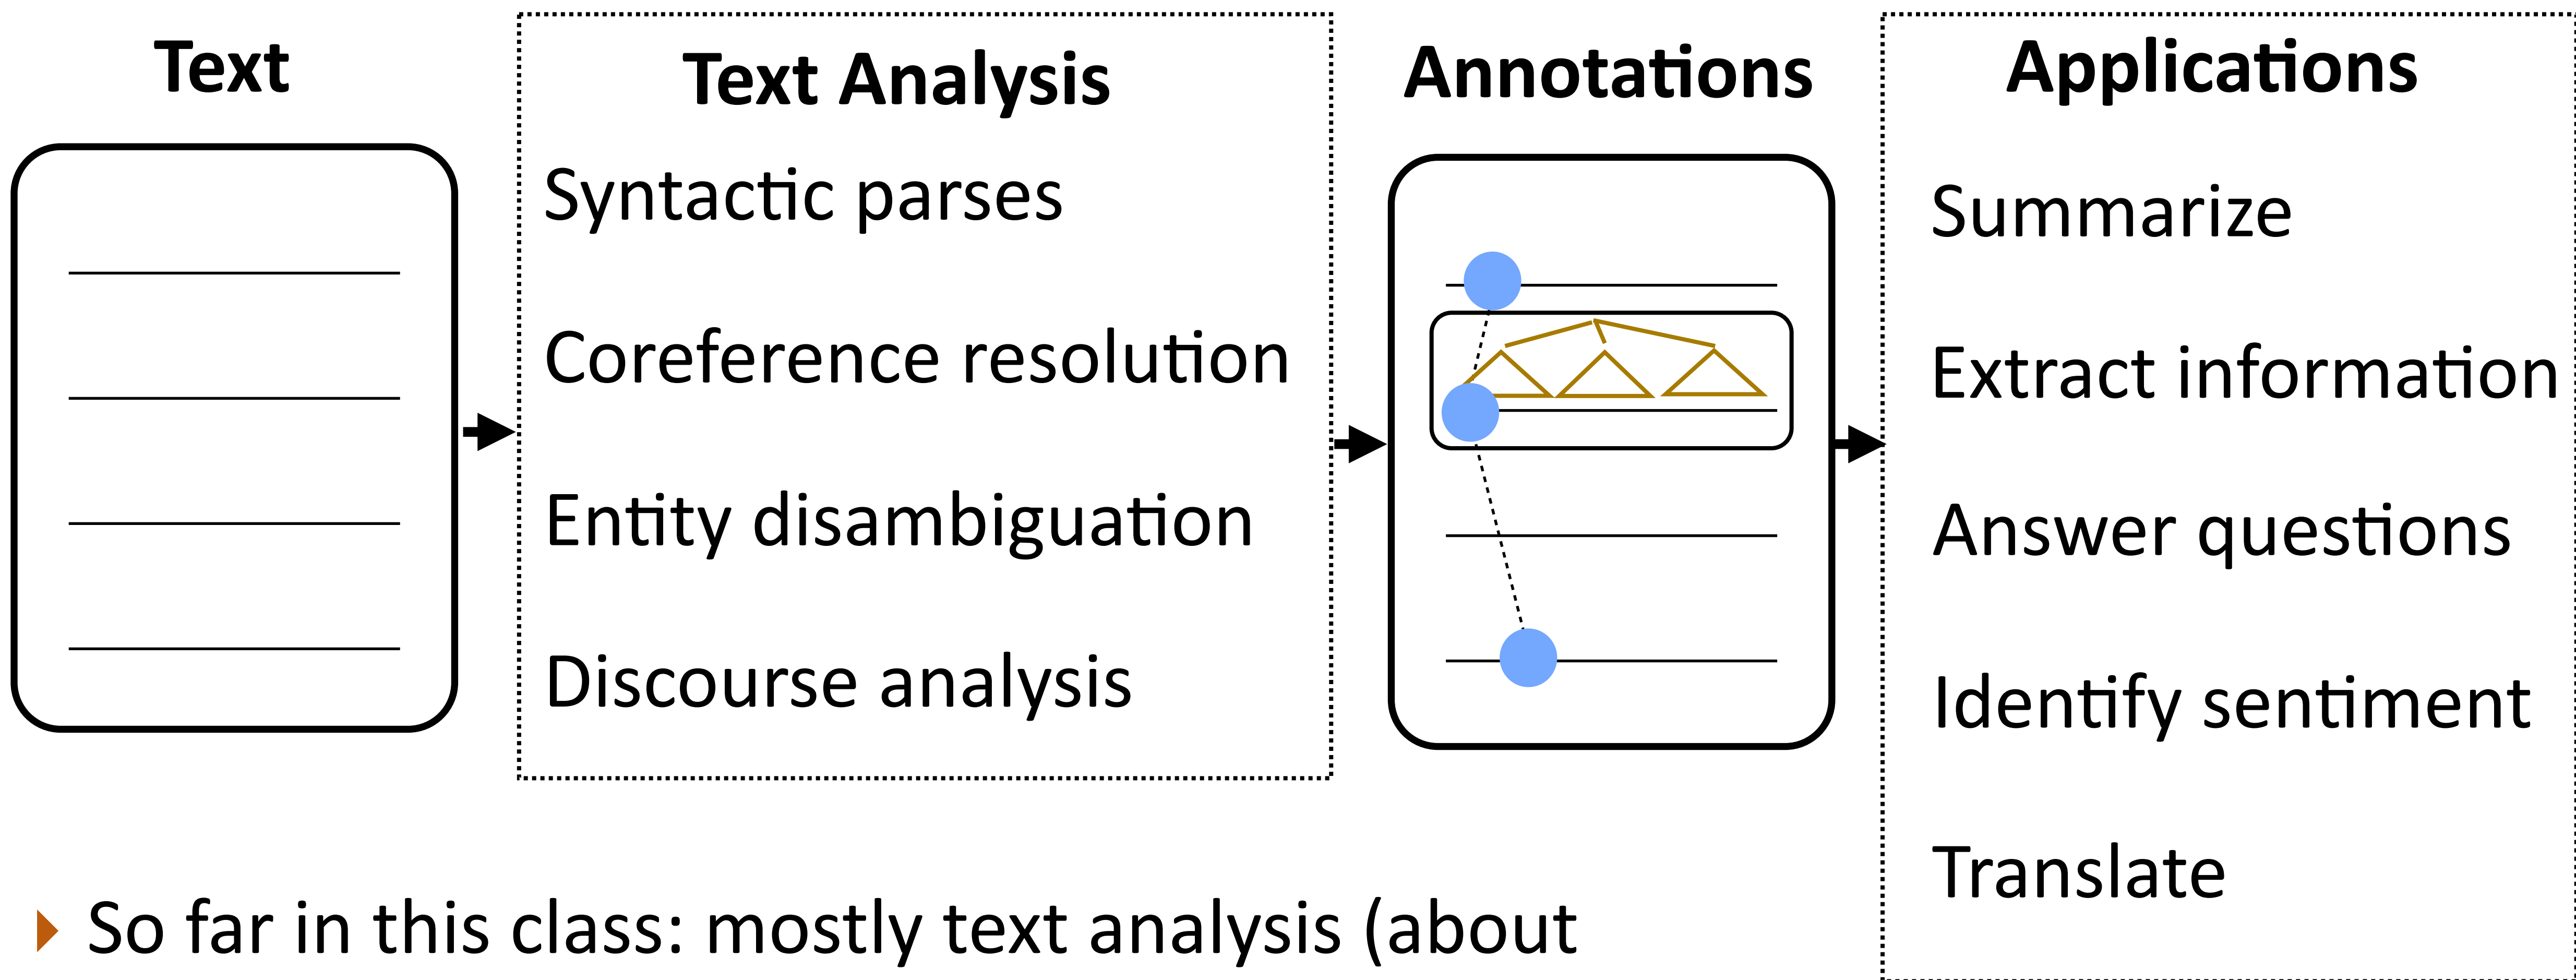 Text
Text Analysis
Syntactic parses
Coreference resolution
Entity disambiguation
Discourse analysis
Annotations
Applications
Summarize
Extract information
Answer questions
Identify sentiment
Translate
So far in this class: mostly text analysis (about